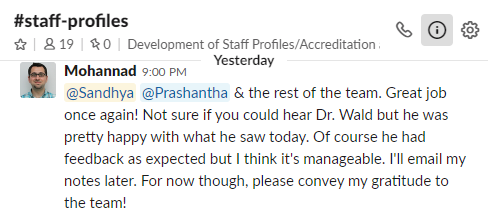 #staff-profiles
19 | 0 | Development of Staff Profiles/Accreditation
Yesterday
Mohannad 9:00 PM
@Sandhya @Prashantha & the rest of the team. Great job
once again! Not sure if you could hear Dr. Wald but he was
pretty happy with what he saw today. Of course he had
feedback as expected but I think it's manageable. I'll email my
notes later. For now though, please convey my gratitude to
the team!